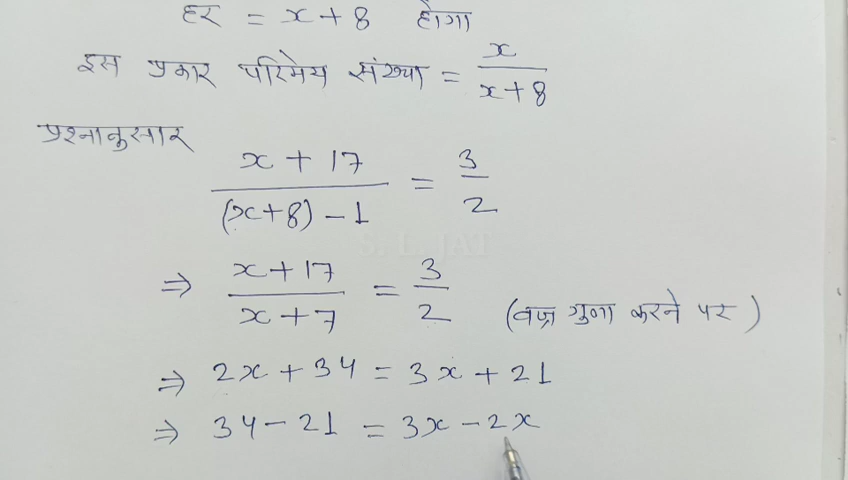 हर = x + 8 होगा
इस प्रकार परिमेय संख्या = x / x+8
प्रश्नानुसार
x + 17 / (x+8) - 1 = 3 / 2
⇒ x+17 / x+7 = 3 / 2 (वज्र गुना करने पर)
⇒ 2x + 34 = 3x + 21
⇒ 34 - 21 = 3x - 2x
S. L. JAT